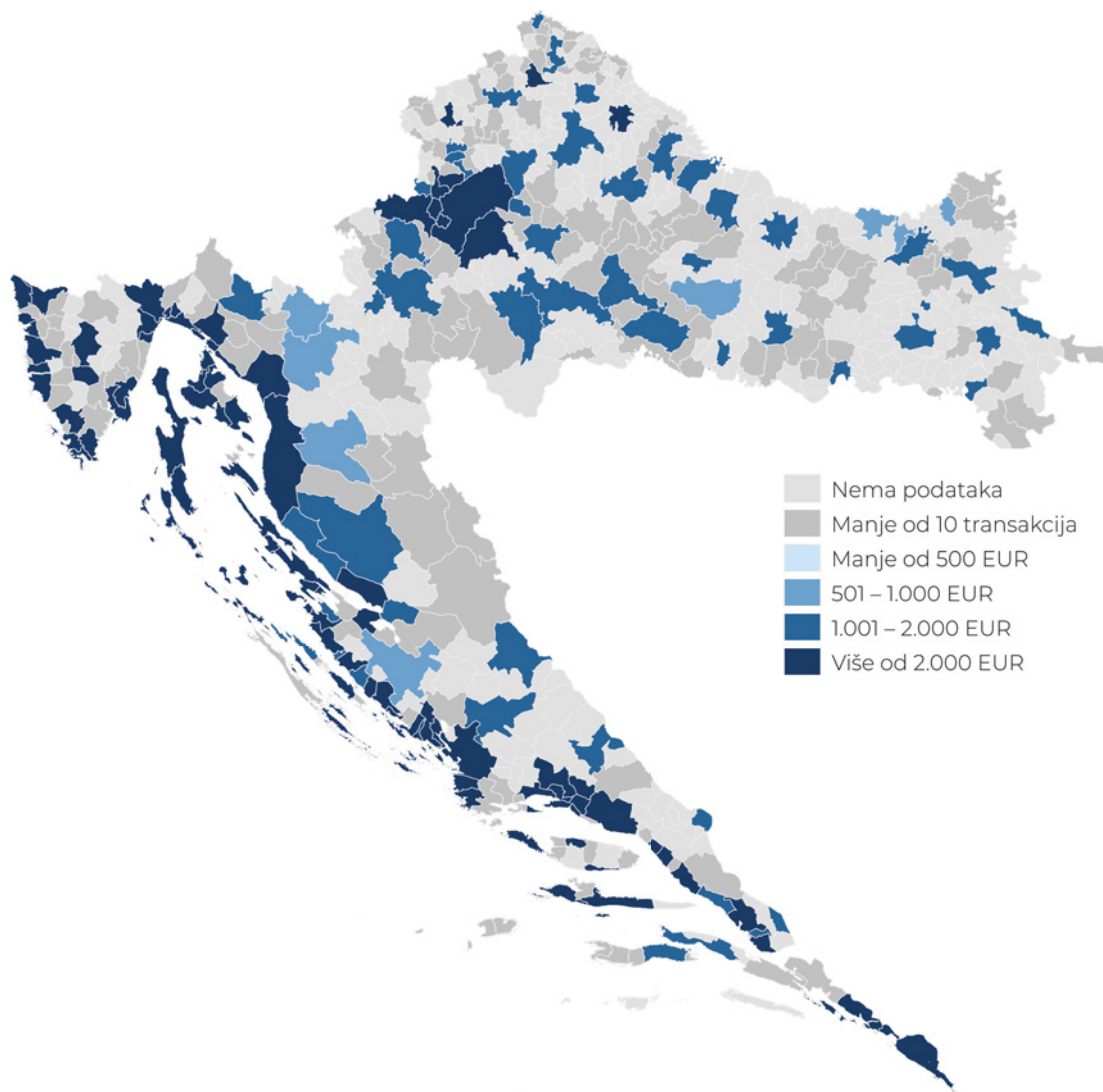 Nema podataka
Manje od 10 transakcija
Manje od 500 EUR
501 – 1.000 EUR
1.001 – 2.000 EUR
Više od 2.000 EUR